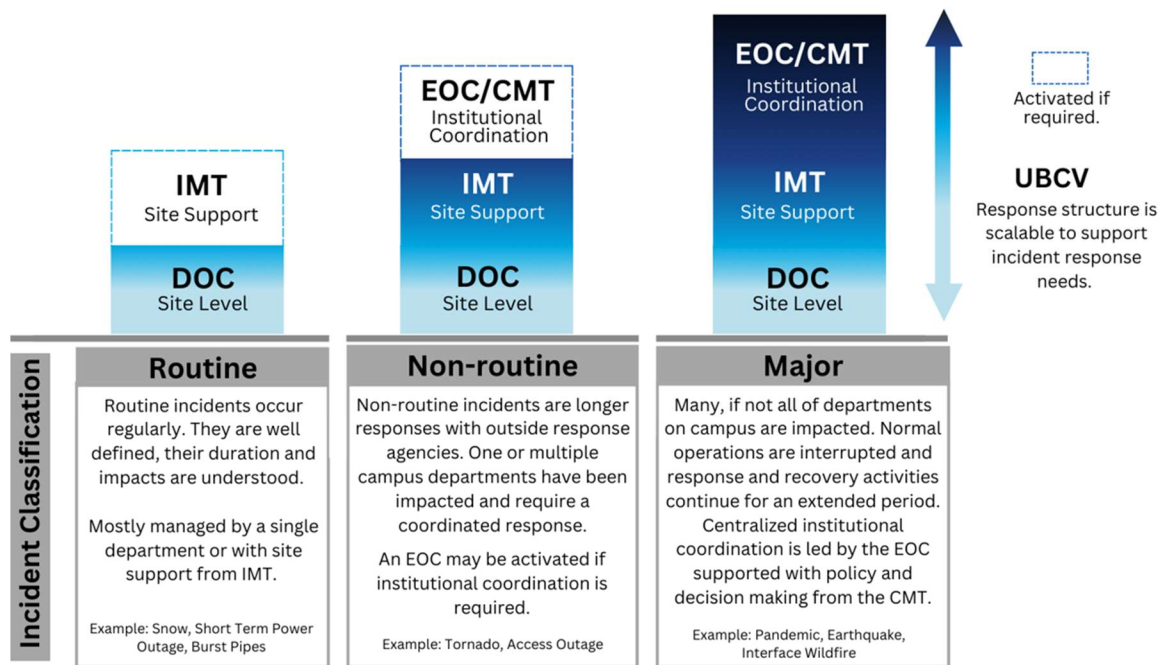 IMT
Site Support
DOC
Site Level
EOC/CMT
Institutional
Coordination
IMT
Site Support
DOC
Site Level
EOC/CMT
Institutional
Coordination
IMT
Site Support
DOC
Site Level
Activated if
required.
UBCV
Response structure is
scalable to support
incident response
needs.
Incident Classification
Routine
Routine incidents occur
regularly. They are well
defined, their duration and
impacts are understood.
Mostly managed by a single
department or with site
support from IMT.
Example: Snow, Short Term Power
Outage, Burst Pipes
Non-routine
Non-routine incidents are longer
responses with outside response
agencies. One or multiple
campus departments have been
impacted and require a
coordinated response.
An EOC may be activated if
institutional coordination is
required.
Example: Tornado, Access Outage
Major
Many, if not all of departments
on campus are impacted. Normal
operations are interrupted and
response and recovery activities
continue for an extended period.
Centralized institutional
coordination is led by the EOC
supported with policy and
decision making from the CMT.
Example: Pandemic, Earthquake,
Interface Wildfire